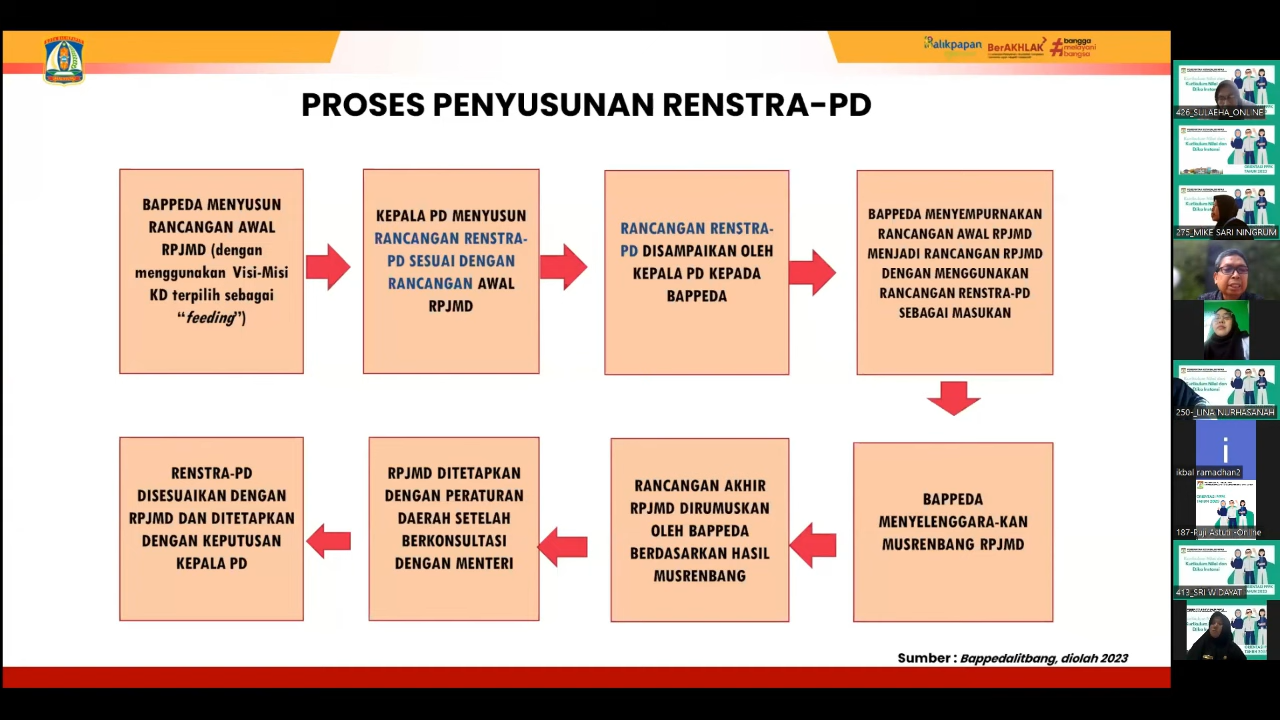 Balikpapan
BerAKHLAK
#bangga
melayani
bangsa
PROSES PENYUSUNAN RENSTRA-PD
BAPPEDA MENYUSUN
RANCANGAN AWAL
RPJMD (dengan
menggunakan Visi-Misi
KD terpilih sebagai
“feeding”)
KEPALA PD MENYUSUN
RANCANGAN RENSTRA-
PD SESUAI DENGAN
RANCANGAN AWAL
RPJMD
RANCANGAN RENSTRA-
PD DISAMPAIKAN OLEH
KEPALA PD KEPADA
BAPPEDA
BAPPEDA MENYEMPURNAKAN
RANCANGAN AWAL RPJMD
MENJADI RANCANGAN RPJMD
DENGAN MENGGUNAKAN
RANCANGAN RENSTRA-PD
SEBAGAI MASUKAN
BAPPEDA
MENYELENGGARA-KAN
MUSRENBANG RPJMD
RANCANGAN AKHIR
RPJMD DIRUMUSKAN
OLEH BAPPEDA
BERDASARKAN HASIL
MUSRENBANG
RPJMD DITETAPKAN
DENGAN PERATURAN
DAERAH SETELAH
BERKONSULTASI
DENGAN MENTERI
RENSTRA-PD
DISESUAIKAN DENGAN
RPJMD DAN DITETAPKAN
DENGAN KEPUTUSAN
KEPALA PD
Sumber : Bappedalitbang, diolah 2023
426_SULAEHA_ONLINE
275_MIKE SARI NINGRUM
250-_LINA NURHASANAH
i
ikbal ramadhan2
187-Puji Astuti -Online
413_SRI W DAYAT